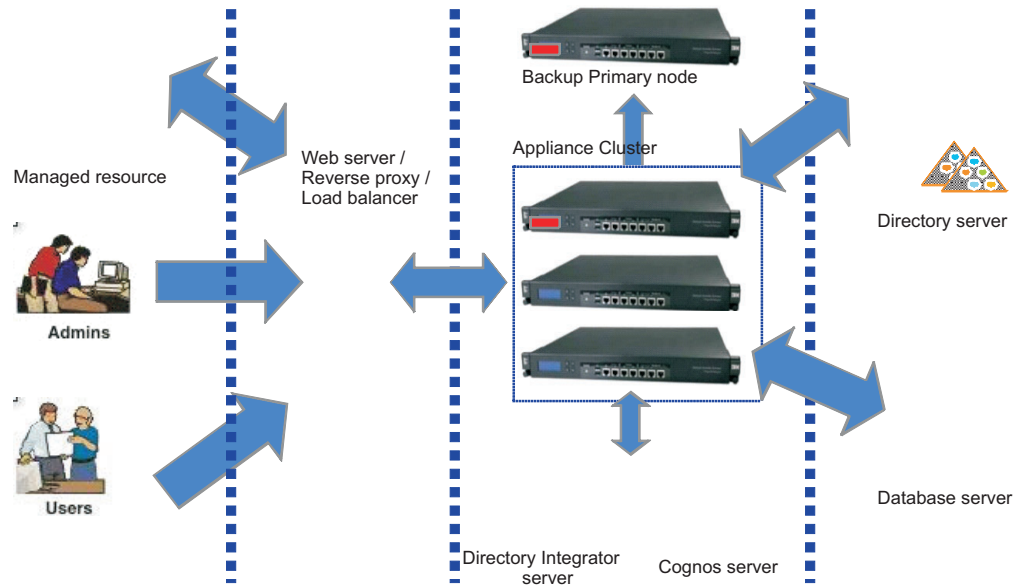 Backup Primary node
Appliance Cluster
Web server /
Reverse proxy /
Load balancer
Managed resource
Directory server
Admins
Users
Database server
Directory Integrator
server
Cognos server